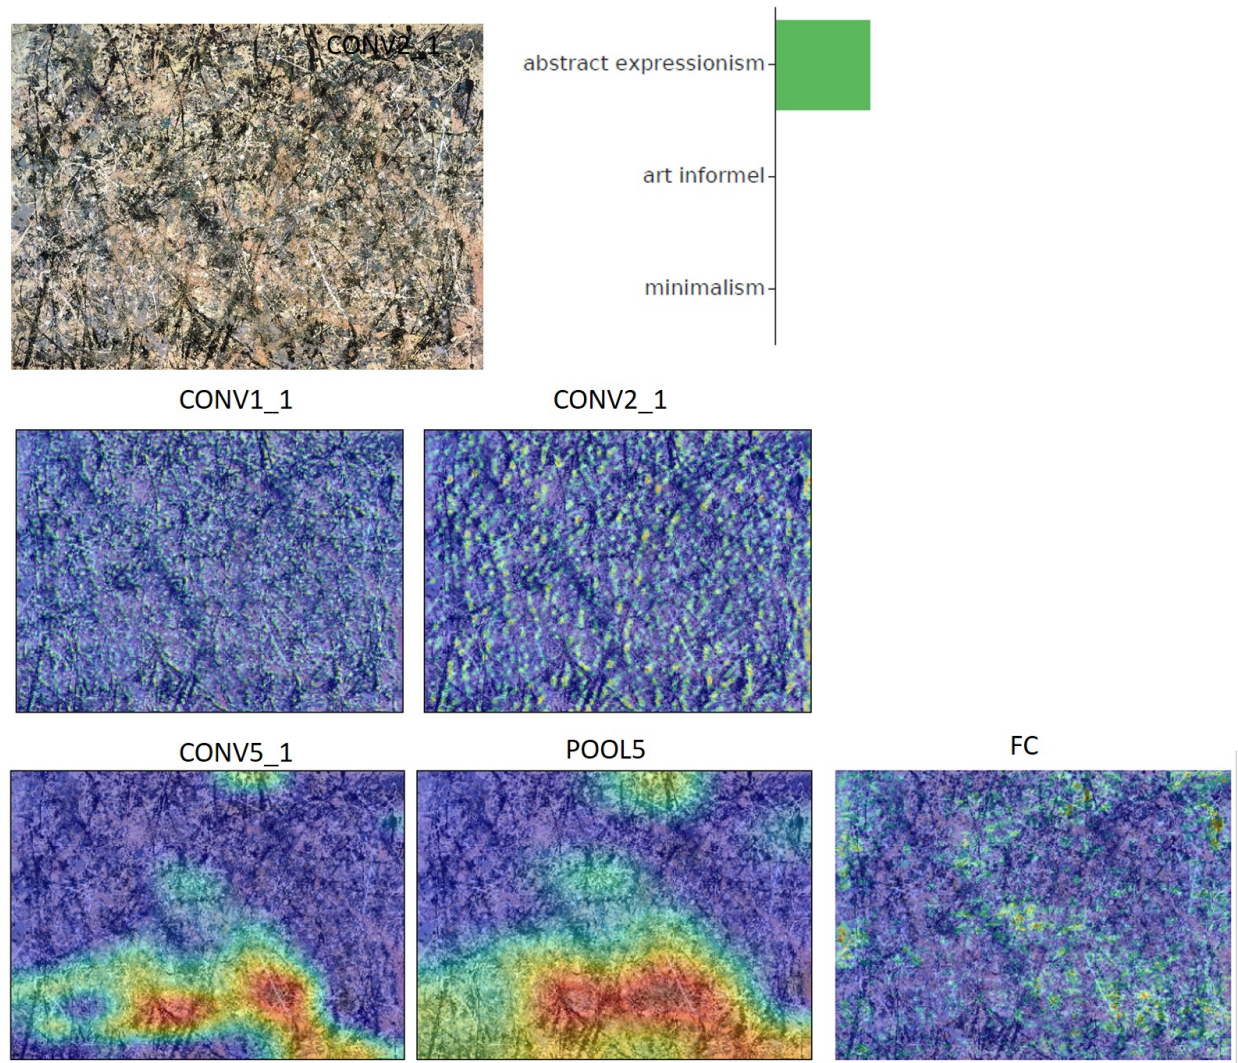 CONV2_1
abstract expressionism
art informel
minimalism
CONV1_1
CONV2_1
CONV5_1
POOL5
FC